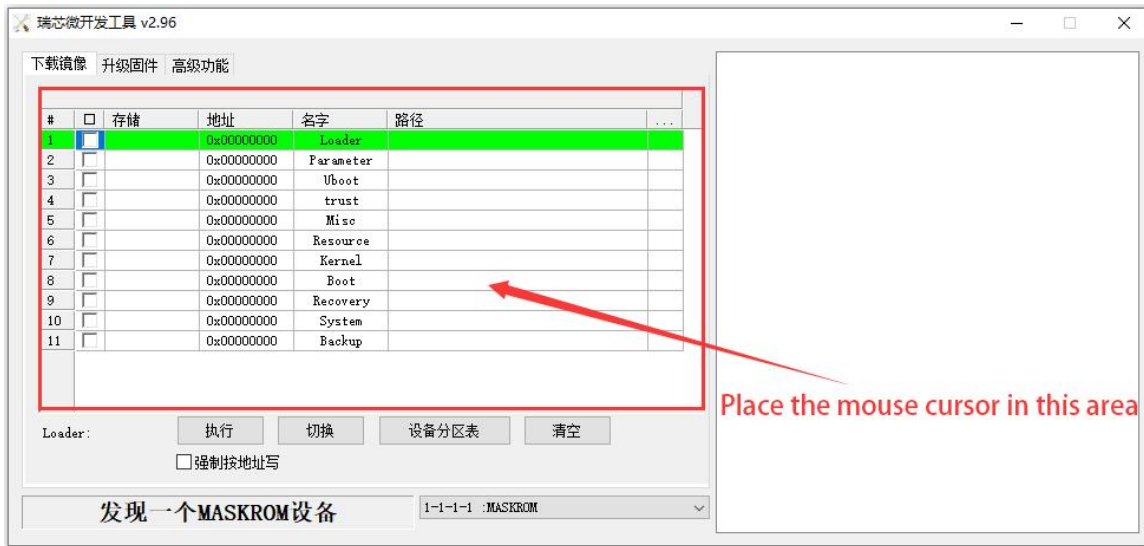 瑞芯微开发工具 v2.96
下载镜像 升级固件 高级功能
# 存储 地址 名字 路径 ...
1 0x00000000 Loader
2 0x00000000 Parameter
3 0x00000000 Uboot
4 0x00000000 trust
5 0x00000000 Misc
6 0x00000000 Resource
7 0x00000000 Kernel
8 0x00000000 Boot
9 0x00000000 Recovery
10 0x00000000 System
11 0x00000000 Backup
Place the mouse cursor in this area
Loader: 执行 切换 设备分区表 清空
强制按地址写
发现一个MASKROM设备 1-1-1-1 :MASKROM